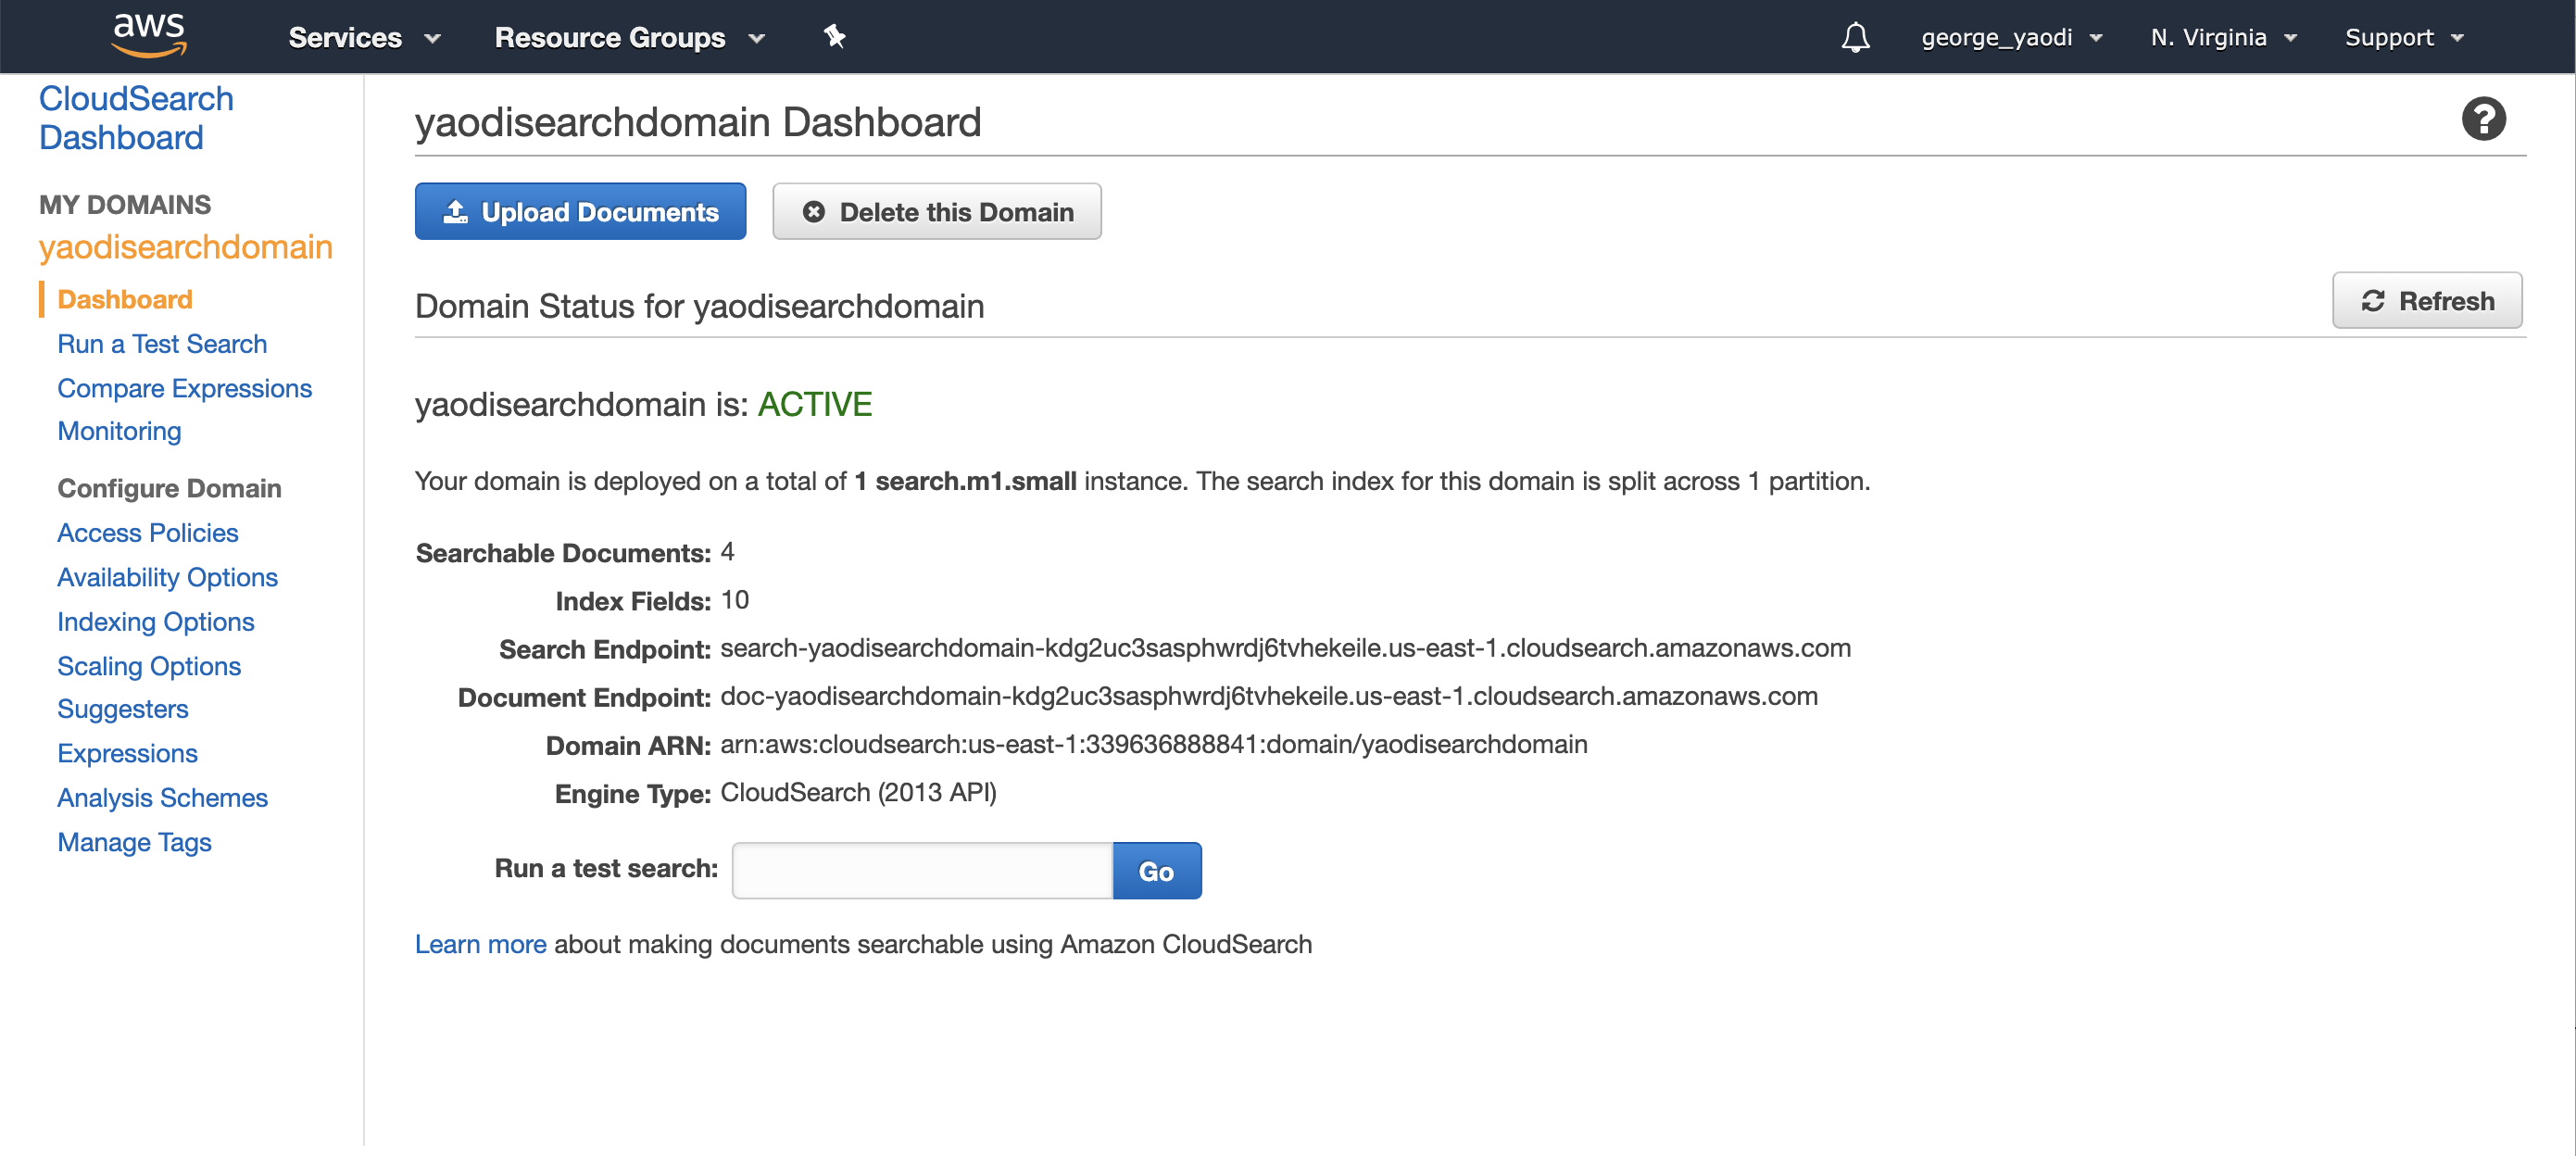 aws Services Resource Groups george_yaodi N. Virginia Support
CloudSearch
Dashboard
MY DOMAINS
yaodisearchdomain
Dashboard
Run a Test Search
Compare Expressions
Monitoring
Configure Domain
Access Policies
Availability Options
Indexing Options
Scaling Options
Suggesters
Expressions
Analysis Schemes
Manage Tags
yaodisearchdomain Dashboard ?
Upload Documents Delete this Domain
Domain Status for yaodisearchdomain Refresh
yaodisearchdomain is: ACTIVE
Your domain is deployed on a total of 1 search.m1.small instance. The search index for this domain is split across 1 partition.
Searchable Documents: 4
Index Fields: 10
Search Endpoint: search-yaodisearchdomain-kdg2uc3sasphwrdj6tvhekeile.us-east-1.cloudsearch.amazonaws.com
Document Endpoint: doc-yaodisearchdomain-kdg2uc3sasphwrdj6tvhekeile.us-east-1.cloudsearch.amazonaws.com
Domain ARN: arn:aws:cloudsearch:us-east-1:339636888841:domain/yaodisearchdomain
Engine Type: CloudSearch (2013 API)
Run a test search: Go
Learn more about making documents searchable using Amazon CloudSearch